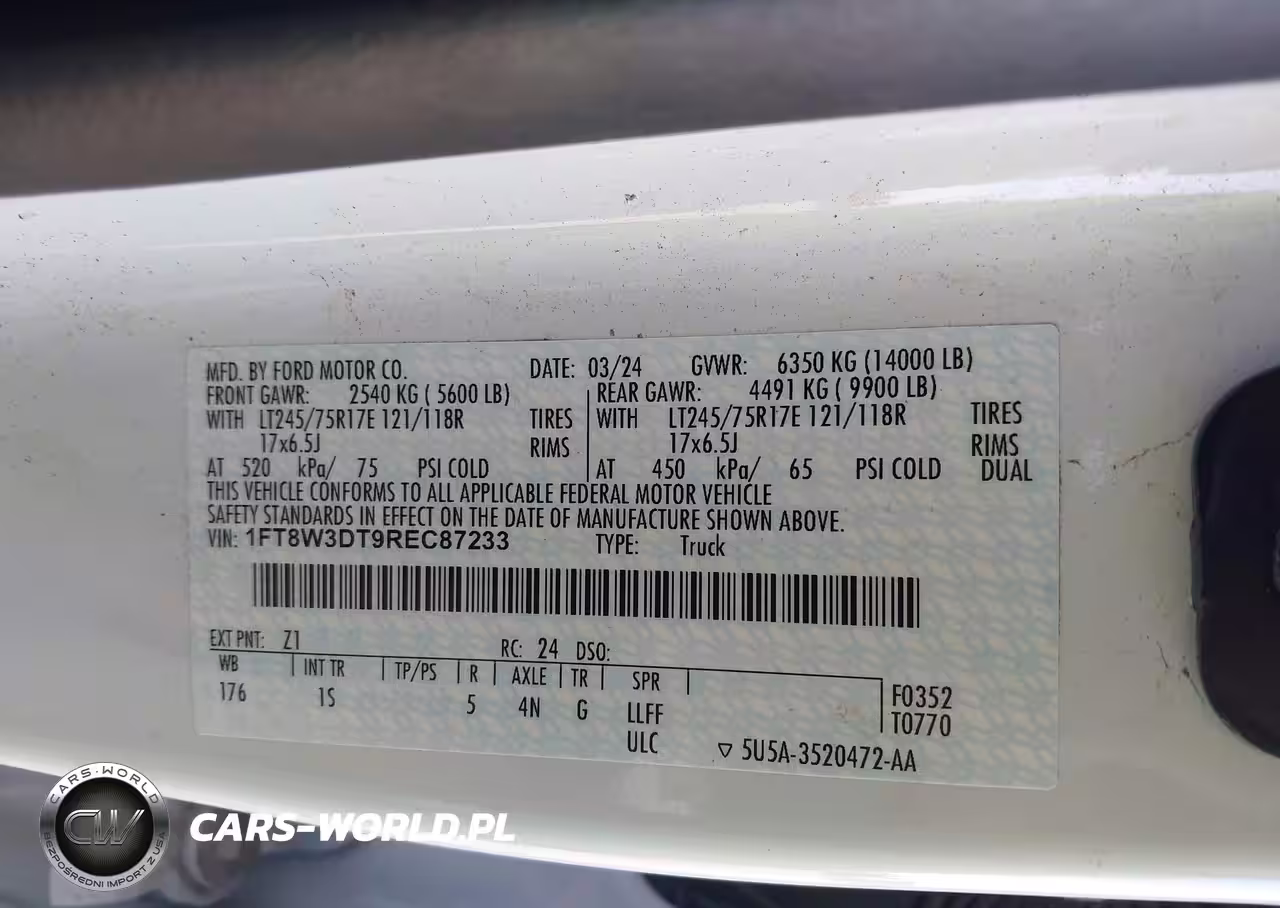 MFD. BY FORD MOTOR CO. DATE: 03/24 GVWR: 6350 KG (14000 LB)
FRONT GAWR: 2540 KG ( 5600 LB) REAR GAWR: 4491 KG ( 9900 LB)
WITH LT245/75R17E 121/118R TIRES WITH LT245/75R17E 121/118R TIRES
17x6.5J RIMS 17x6.5J RIMS
AT 520 kPa/ 75 PSI COLD AT 450 kPa/ 65 PSI COLD DUAL
THIS VEHICLE CONFORMS TO ALL APPLICABLE FEDERAL MOTOR VEHICLE
SAFETY STANDARDS IN EFFECT ON THE DATE OF MANUFACTURE SHOWN ABOVE.
VIN: 1FT8W3DT9REC87233 TYPE: Truck
EXT PNT: Z1 RC: 24 DSO:
WB INT TR TP/PS R AXLE TR SPR
176 1S 5 4N G LLFF F0352
ULC T0770
▽ 5U5A-3520472-AA
CARS-WORLD
CW
BEZPOŚREDNI IMPORT Z USA
CARS-WORLD.PL